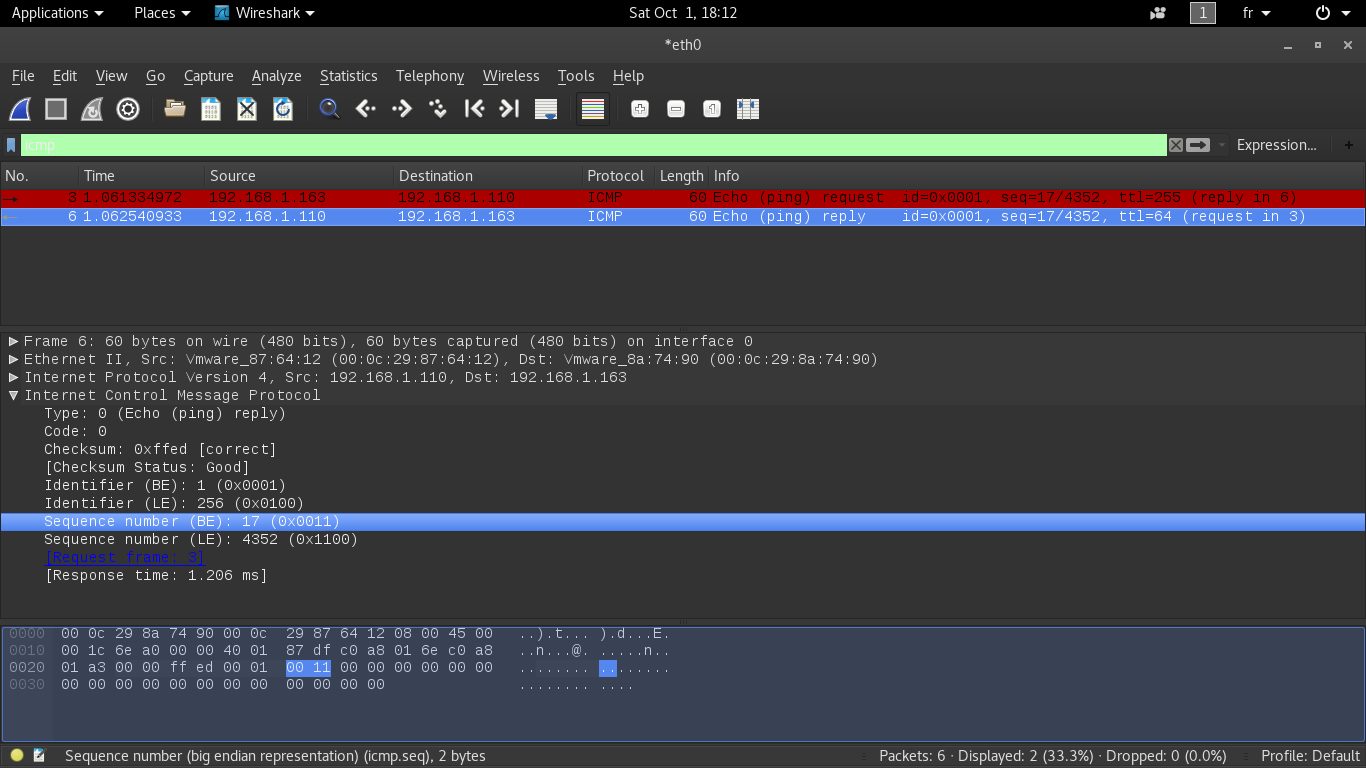 Applications Places Wireshark Sat Oct 1, 18:12 1 fr
*eth0
File Edit View Go Capture Analyze Statistics Telephony Wireless Tools Help
icmp Expression... +
No. Time Source Destination Protocol Length Info
3 1.061334972 192.168.1.163 192.168.1.110 ICMP 60 Echo (ping) request id=0x0001, seq=17/4352, ttl=255 (reply in 6)
6 1.062540933 192.168.1.110 192.168.1.163 ICMP 60 Echo (ping) reply id=0x0001, seq=17/4352, ttl=64 (request in 3)
Frame 6: 60 bytes on wire (480 bits), 60 bytes captured (480 bits) on interface 0
Ethernet II, Src: Vmware_87:64:12 (00:0c:29:87:64:12), Dst: Vmware_8a:74:90 (00:0c:29:8a:74:90)
Internet Protocol Version 4, Src: 192.168.1.110, Dst: 192.168.1.163
Internet Control Message Protocol
Type: 0 (Echo (ping) reply)
Code: 0
Checksum: 0xffed [correct]
[Checksum Status: Good]
Identifier (BE): 1 (0x0001)
Identifier (LE): 256 (0x0100)
Sequence number (BE): 17 (0x0011)
Sequence number (LE): 4352 (0x1100)
[Request frame: 3]
[Response time: 1.206 ms]
0000 00 0c 29 8a 74 90 00 0c 29 87 64 12 08 00 45 00 ..).t... ).d...E.
0010 00 1c 6e a0 00 00 40 01 87 df c0 a8 01 6e c0 a8 ..n...@. .....n..
0020 01 a3 00 00 ff ed 00 01 00 11 00 00 00 00 00 00 ........ ........
0030 00 00 00 00 00 00 00 00 00 00 00 00 ........ ....
Sequence number (big endian representation) (icmp.seq), 2 bytes Packets: 6 · Displayed: 2 (33.3%) · Dropped: 0 (0.0%) Profile: Default